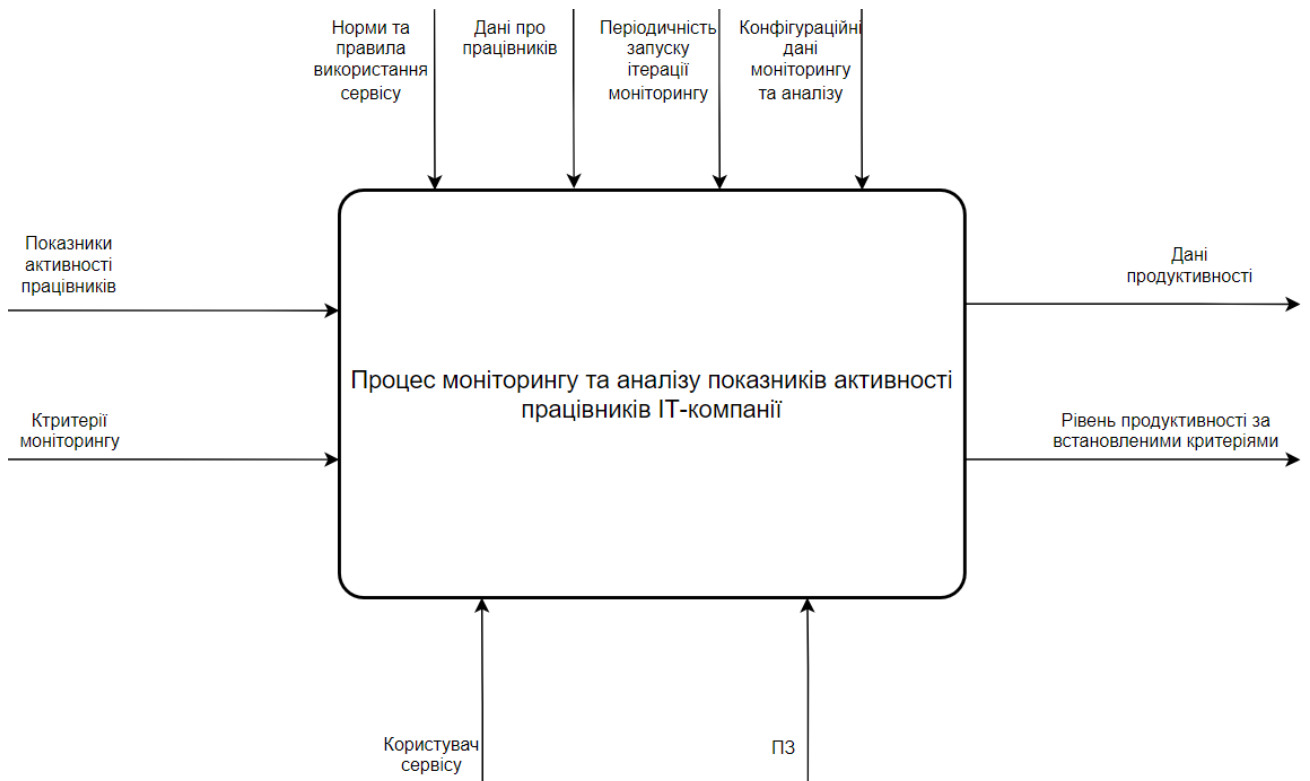 Норми та
правила
використання
сервісу
Дані про
працівників
Періодичність
запуску
ітерації
моніторингу
Конфігураційні
дані
моніторингу
та аналізу
Показники
активності
працівників
Ктритерії
моніторингу
Процес моніторингу та аналізу показників активності
працівників ІТ-компанії
Дані
продуктивності
Рівень продуктивності за
встановленими критеріями
Користувач
сервісу
ПЗ